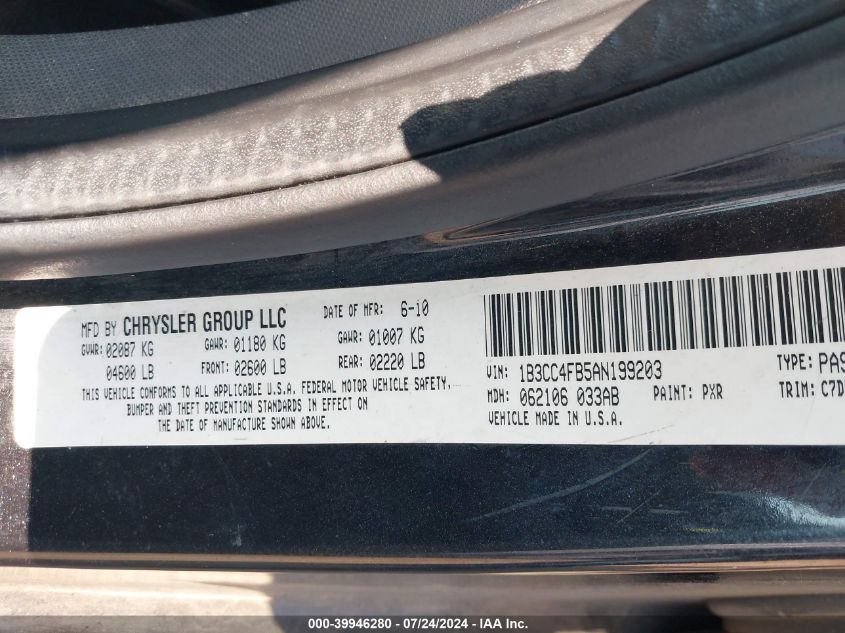 MFD BY CHRYSLER GROUP LLC DATE OF MFR: 6-10
GVWR: 02087 KG GAWR: 01180 KG GAWR: 01007 KG
04600 LB FRONT: 02600 LB REAR: 02220 LB
THIS VEHICLE CONFORMS TO ALL APPLICABLE U.S.A. FEDERAL MOTOR VEHICLE SAFETY,
BUMPER AND THEFT PREVENTION STANDARDS IN EFFECT ON
THE DATE OF MANUFACTURE SHOWN ABOVE.
VIN: 1B3CC4FB5AN199203 TYPE: PAS
MDH: 062106 033AB PAINT: PXR TRIM: C7D
VEHICLE MADE IN U.S.A.
000-39946280 - 07/24/2024 - IAA Inc.